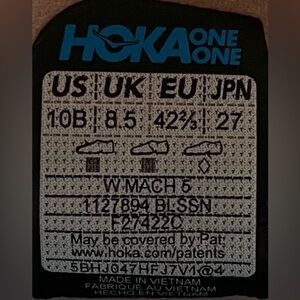 HOKA ONE ONE
US UK EU JPN
10B 8.5 42⅔ 27
W MACH 5
1127894 BLSSN
F27422C
May be covered by Pat:
www.hoka.com/patents
5BHJ047HFJ7V1@4
MADE IN VIETNAM
FABRIQUÉ AU VIETNAM
HECHO EN VIETNAM